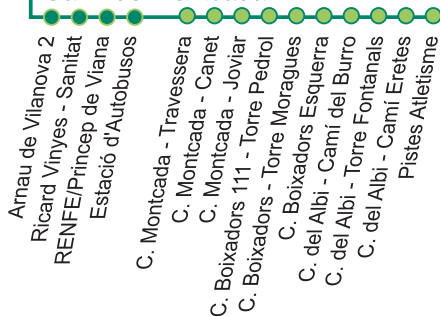 Arnau de Vilanova 2
Ricard Vinyes - Sanitat
RENFE/Príncep de Viana
Estació d'Autobusos
C. Montcada - Travessera
C. Montcada - Canet
C. Montcada - Joviar
C. Boixadors 111 - Torre Pedrol
C. Boixadors - Torre Moragues
C. Boixadors Esquerra
C. del Albi - Camí del Burro
C. del Albi - Torre Fontanals
C. del Albi - Camí Eretes
Pistes Atletisme